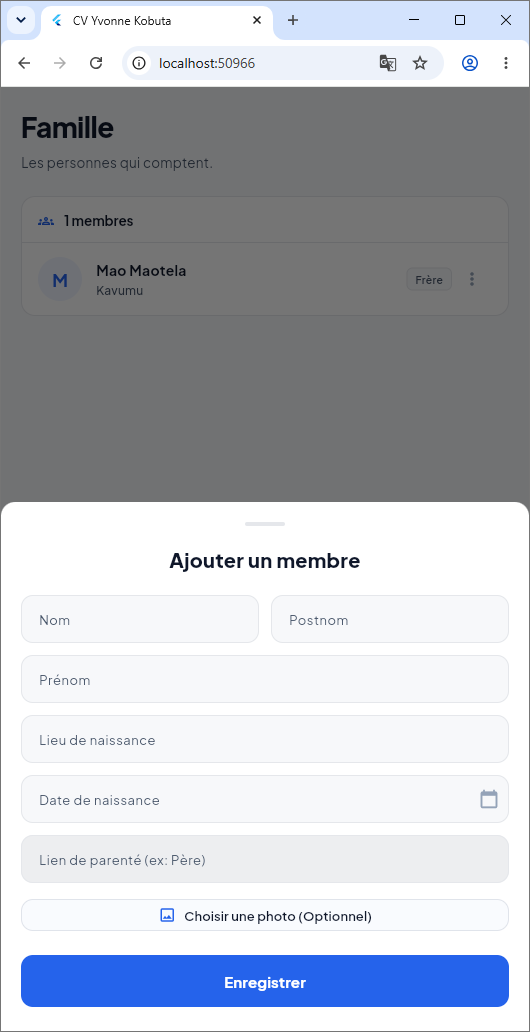 CV Yvonne Kobuta
localhost:50966
Famille
Les personnes qui comptent.
1 membres
M
Mao Maotela
Kavumu
Frère
Ajouter un membre
Nom
Postnom
Prénom
Lieu de naissance
Date de naissance
Lien de parenté (ex: Père)
Choisir une photo (Optionnel)
Enregistrer